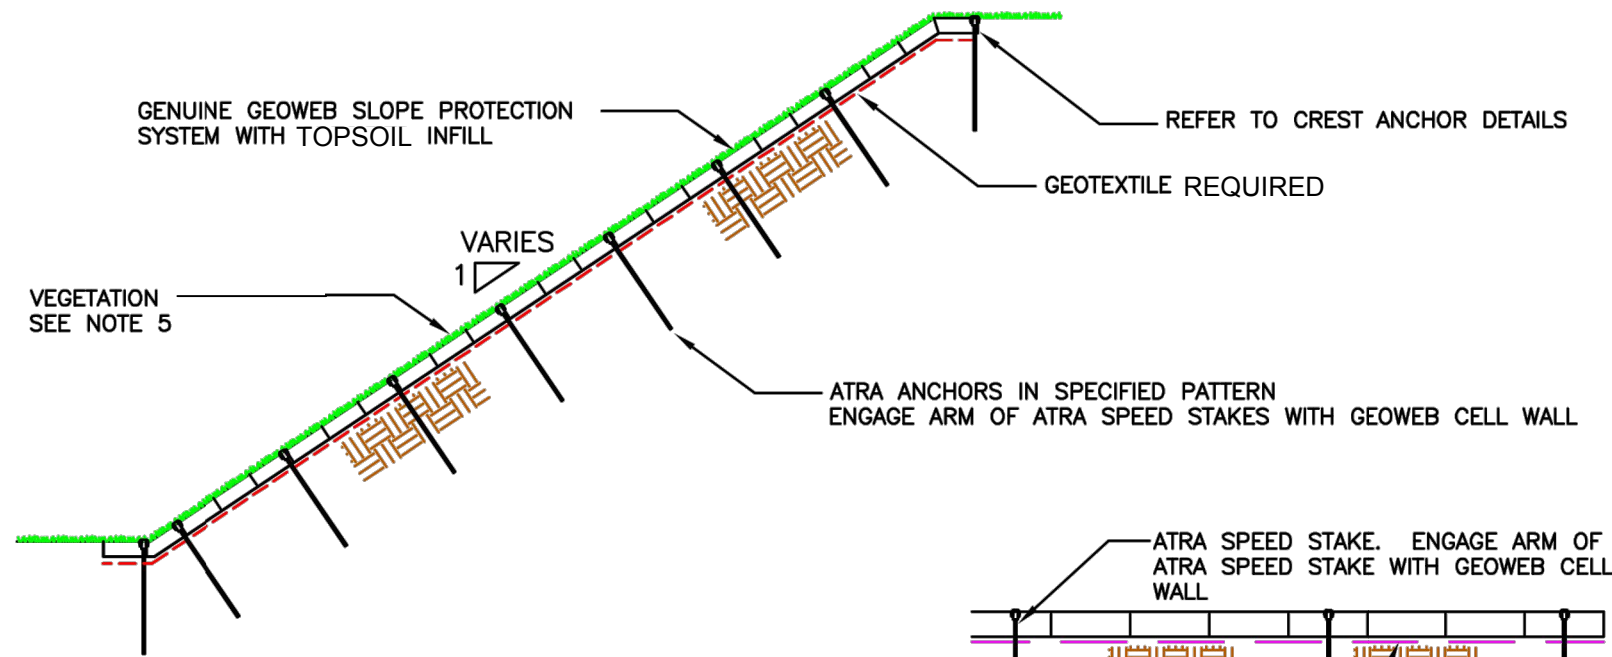 GENUINE GEOWEB SLOPE PROTECTION
SYSTEM WITH TOPSOIL INFILL
REFER TO CREST ANCHOR DETAILS
GEOTEXTILE REQUIRED
VARIES
1
VEGETATION
SEE NOTE 5
ATRA ANCHORS IN SPECIFIED PATTERN
ENGAGE ARM OF ATRA SPEED STAKES WITH GEOWEB CELL WALL
ATRA SPEED STAKE. ENGAGE ARM OF
ATRA SPEED STAKE WITH GEOWEB CELL
WALL